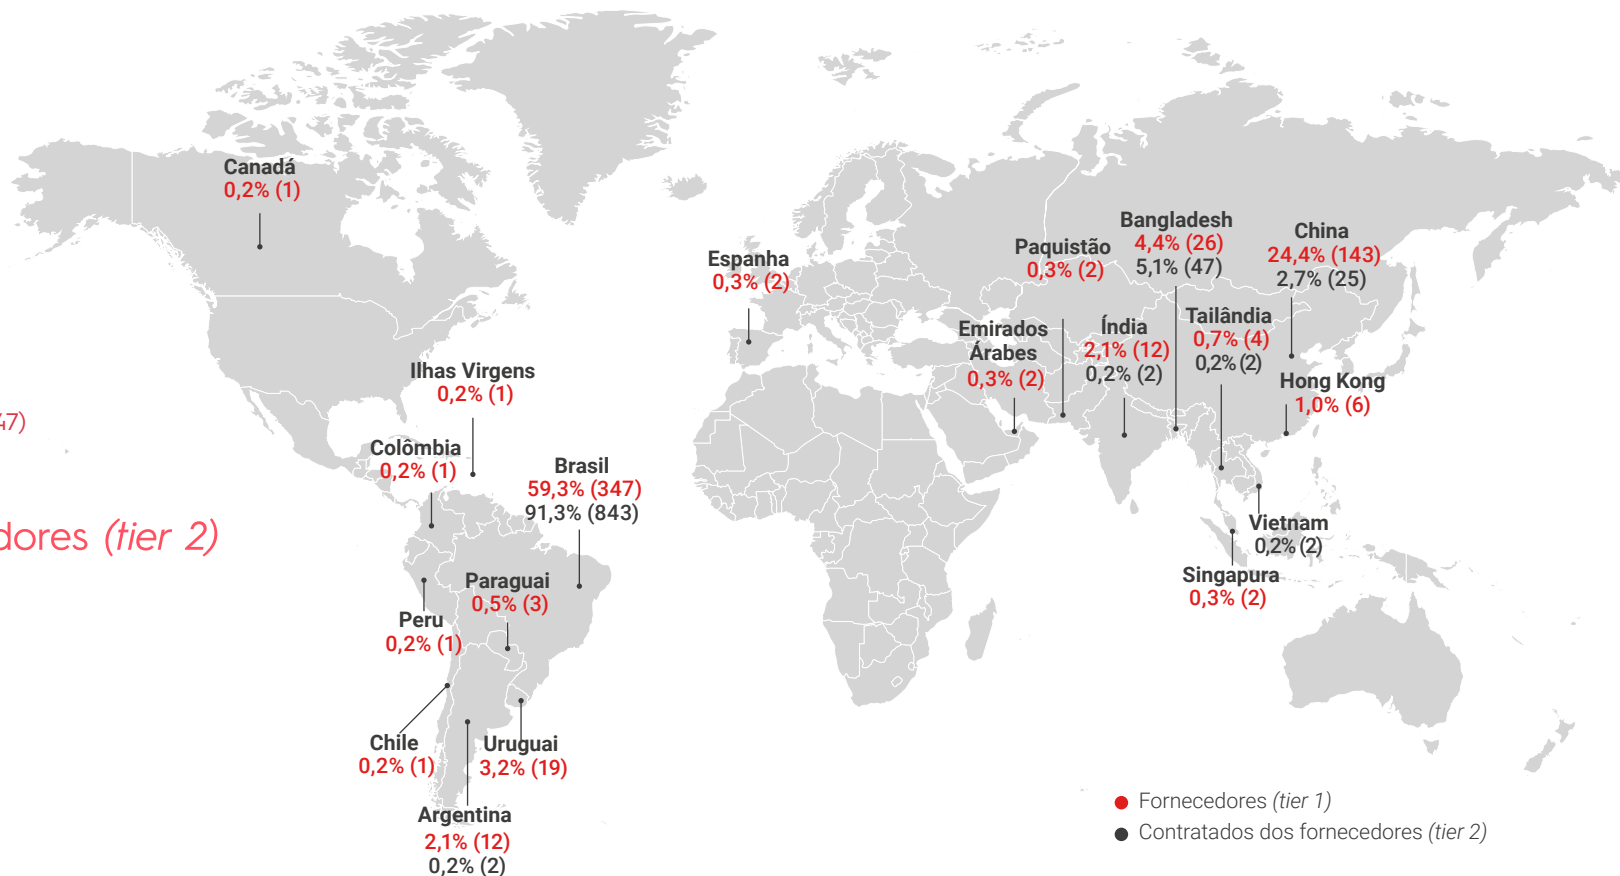 Canadá
0,2% (1)
Ilhas Virgens
0,2% (1)
47)
Colômbia
0,2% (1)
Brasil
59,3% (347)
91,3% (843)
dores (tier 2)
Paraguai
0,5% (3)
Peru
0,2% (1)
Chile
0,2% (1)
Uruguai
3,2% (19)
Argentina
2,1% (12)
0,2% (2)
Espanha
0,3% (2)
Emirados
Árabes
0,3% (2)
Paquistão
0,3% (2)
Índia
2,1% (12)
0,2% (2)
Bangladesh
4,4% (26)
5,1% (47)
Tailândia
0,7% (4)
0,2% (2)
China
24,4% (143)
2,7% (25)
Hong Kong
1,0% (6)
Vietnam
0,2% (2)
Singapura
0,3% (2)
Fornecedores (tier 1)
Contratados dos fornecedores (tier 2)